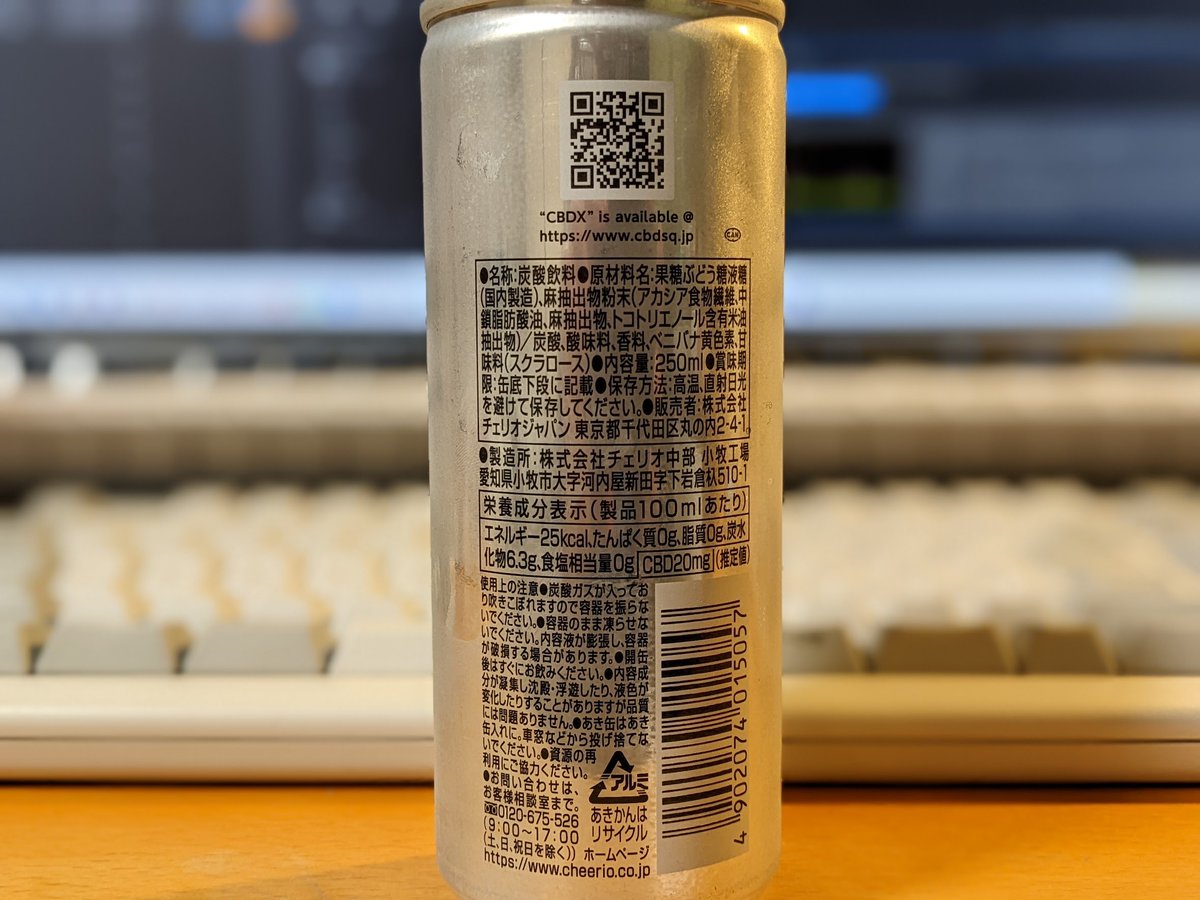 “CBDX” is available @
https://www.cbdsq.jp
CAN
●名称:炭酸飲料●原材料名:果糖ぶどう糖液糖
(国内製造)、麻抽出物粉末(アカシア食物繊維、中
鎖脂肪酸油、麻抽出物、トコトリエノール含有米油
抽出物)/炭酸、酸味料、香料、ベニバナ黄色素、甘
味料(スクラロース)●内容量:250ml●賞味期
限:缶底下段に記載●保存方法:高温、直射日光
を避けて保存してください。●販売者:株式会社
チェリオジャパン 東京都千代田区丸の内2-4-1
●製造所:株式会社チェリオ中部 小牧工場
愛知県小牧市大字河内屋新田字下岩倉杁510-1
栄養成分表示(製品100mlあたり)
エネルギー25kcal、たんぱく質0g、脂質0g、炭水
化物6.3g、食塩相当量0g CBD20mg (推定値)
使用上の注意●炭酸ガスが入ってお
り吹きこぼれますので容器を振らな
いでください。●容器のまま凍らせな
いでください。内容液が膨張し、容器
が破損する場合があります。●開缶
後はすぐにお飲みください。●内容成
分が凝集し沈殿・浮遊したり、液色が
変化したりすることがありますが品質
には問題ありません。●あき缶はあき
缶入れに。車窓などから投げ捨てな
いでください。●資源の再
利用にご協力ください。
●お問い合わせは、
お客様相談室まで。
0120-675-526
(9:00~17:00
(土、日、祝日を除く))
アルミ
あきかんは
リサイクル
ホームページ
https://www.cheerio.co.jp
4 902074 015057